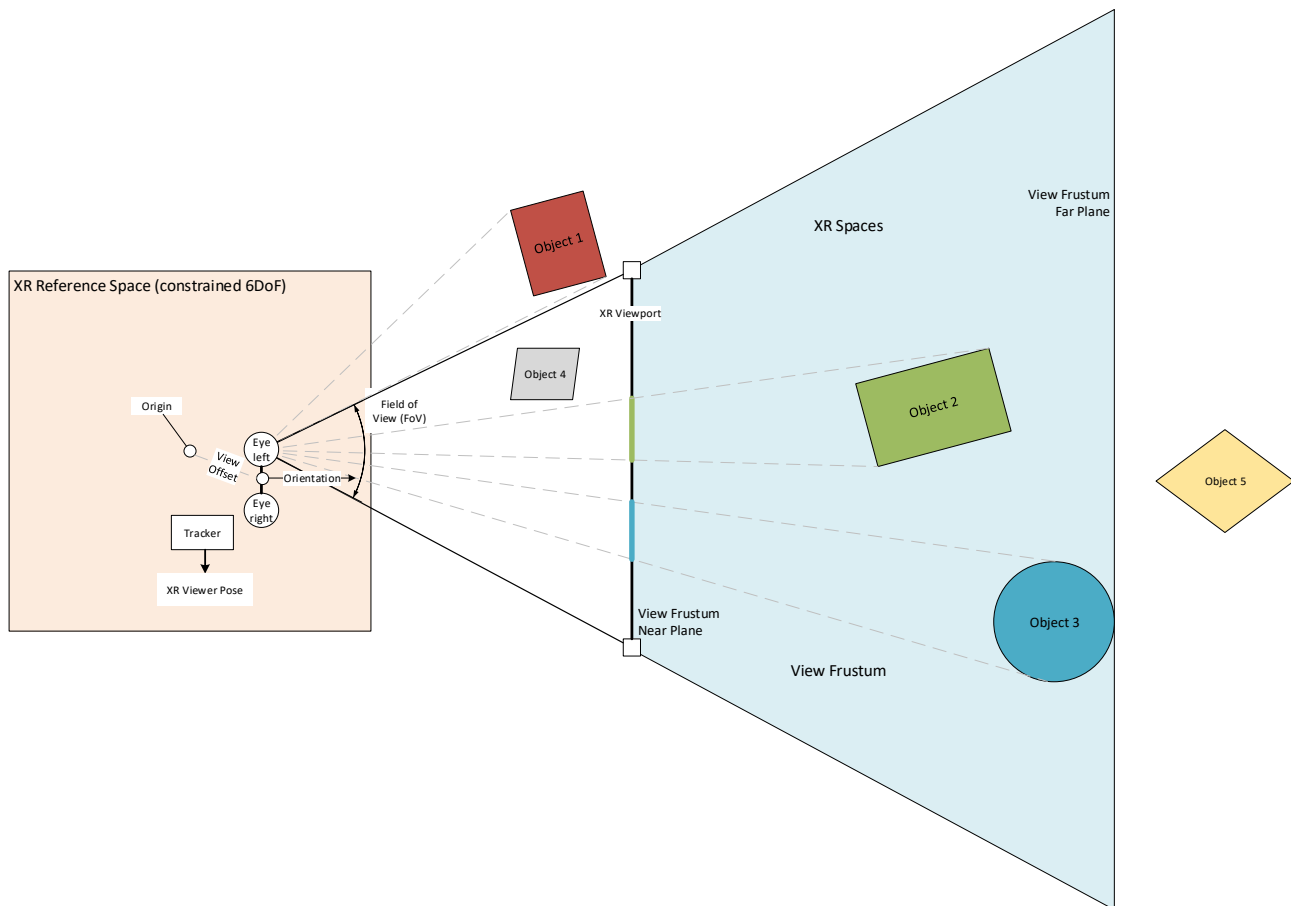 View Frustum
Far Plane
XR Spaces
Object 1
XR Reference Space (constrained 6DoF)
XR Viewport
Object 4
Field of
View (FoV)
Object 2
Origin
Eye
left
View
Offset
Orientation
Object 5
Eye
right
Tracker
XR Viewer Pose
View Frustum
Near Plane
Object 3
View Frustum